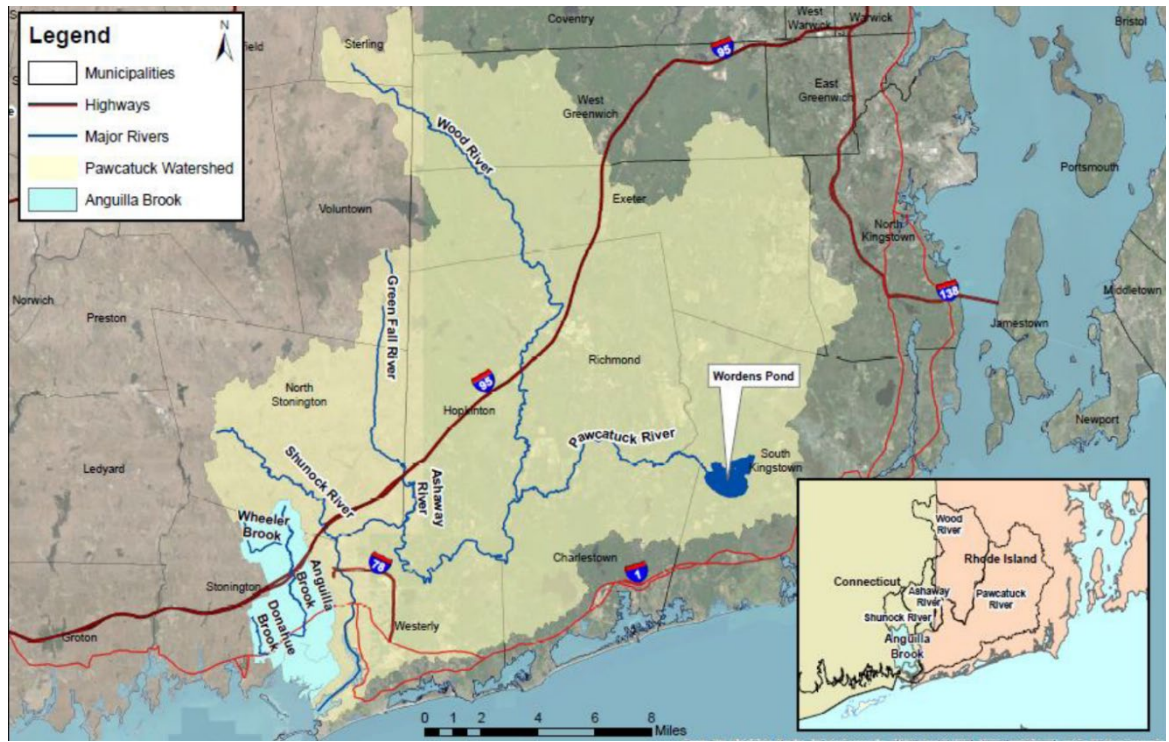 Legend
N
Municipalities
Highways
Major Rivers
Pawcatuck Watershed
Anguilla Brook
Sterling
Coventry
West
Warwick
Warwick
Bristol
95
East
Greenwich
West
Greenwich
Wood River
Portsmouth
Exeter
Voluntown
North
Kingstown
Green Fall River
138
Middletown
Norwich
Preston
Jamestown
Richmond
Wordens Pond
95
North
Stonington
Hopkinton
Newport
Pawcatuck River
South
Kingstown
Ledyard
Shunock River
Ashaway
River
Wheeler
Brook
Charlestown
78
1
Stonington
Anguilla
Brook
Donahue
Brook
Westerly
Groton
0 1 2 4 6 8
Miles
Wood
River
Rhode Island
Connecticut
Ashaway
River
Pawcatuck
River
Shunock River
Anguilla
Brook